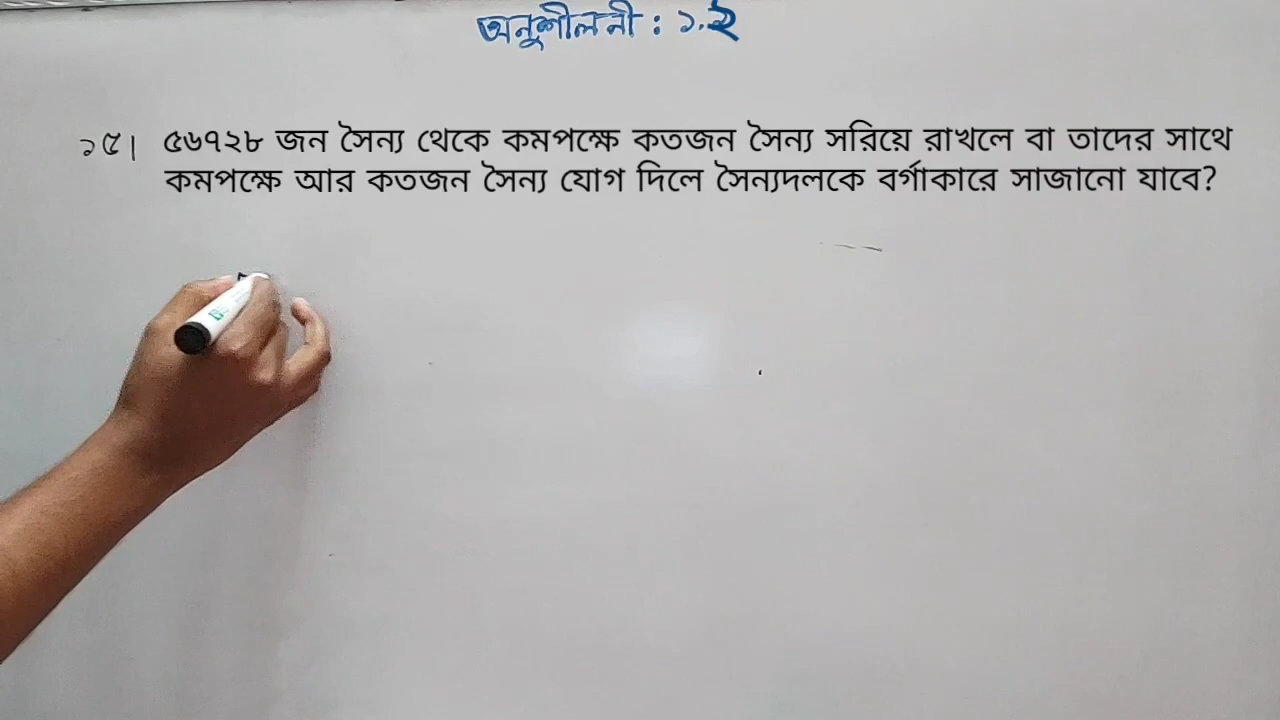 অনুশীলনী : ১.২
১৫। ৫৬৭২৮ জন সৈন্য থেকে কমপক্ষে কতজন সৈন্য সরিয়ে রাখলে বা তাদের সাথে
কমপক্ষে আর কতজন সৈন্য যোগ দিলে সৈন্যদলকে বর্গাকারে সাজানো যাবে?